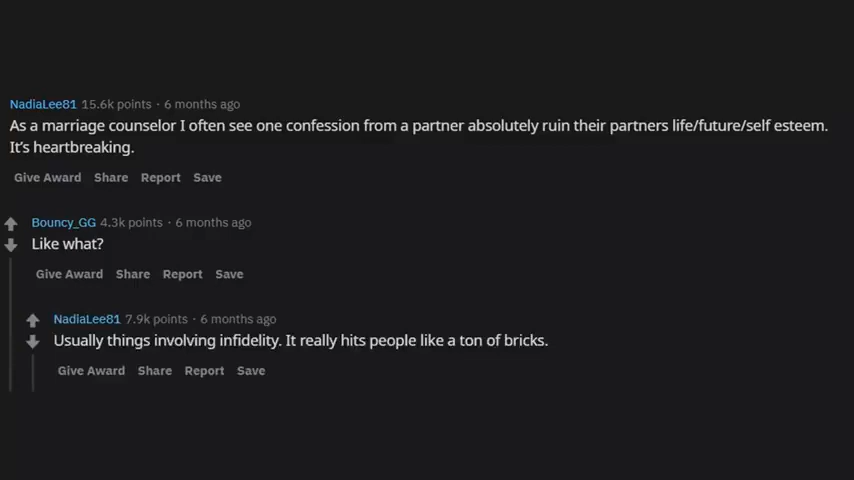 NadiaLee81 15.6k points · 6 months ago
As a marriage counselor I often see one confession from a partner absolutely ruin their partners life/future/self esteem.
It's heartbreaking.
Give Award Share Report Save
Bouncy_GG 4.3k points · 6 months ago
Like what?
Give Award Share Report Save
NadiaLee81 7.9k points · 6 months ago
Usually things involving infidelity. It really hits people like a ton of bricks.
Give Award Share Report Save